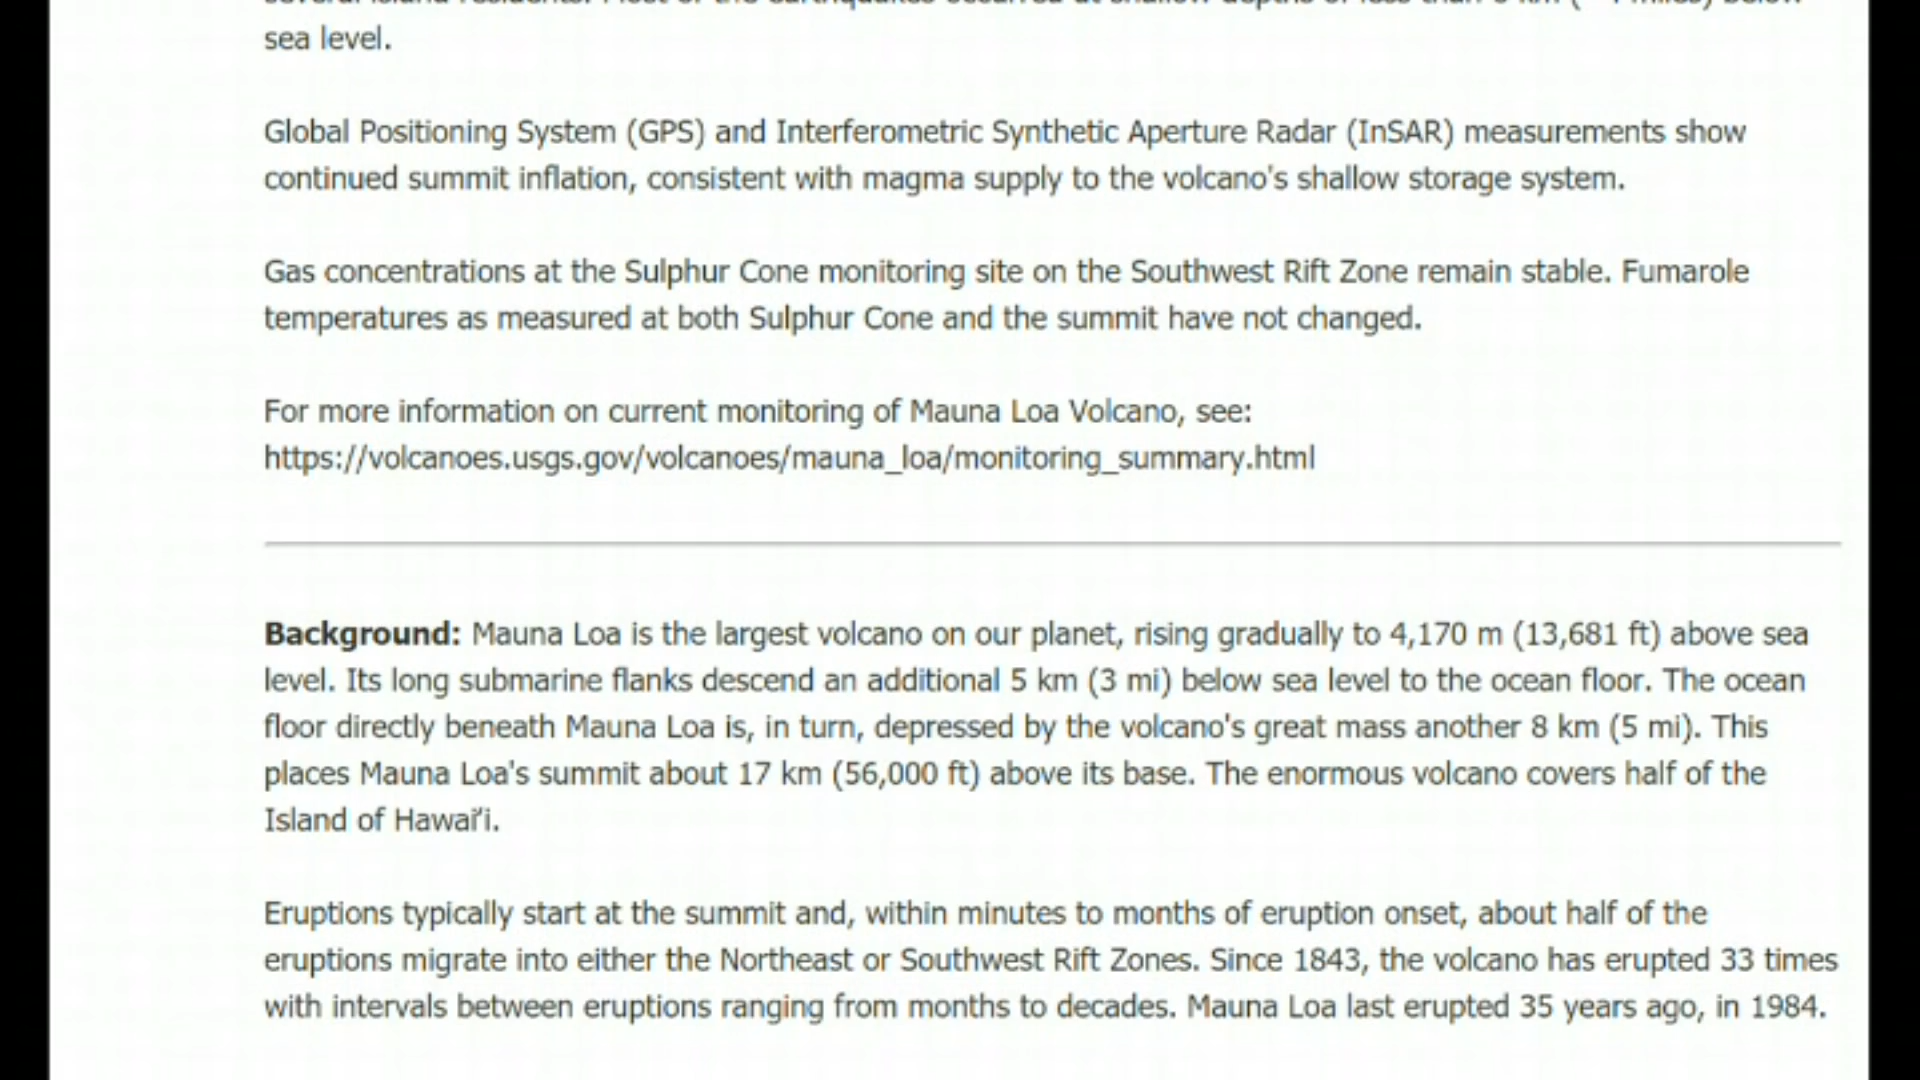 sea level.
Global Positioning System (GPS) and Interferometric Synthetic Aperture Radar (InSAR) measurements show
continued summit inflation, consistent with magma supply to the volcano's shallow storage system.
Gas concentrations at the Sulphur Cone monitoring site on the Southwest Rift Zone remain stable. Fumarole
temperatures as measured at both Sulphur Cone and the summit have not changed.
For more information on current monitoring of Mauna Loa Volcano, see:
https://volcanoes.usgs.gov/volcanoes/mauna_loa/monitoring_summary.html
Background: Mauna Loa is the largest volcano on our planet, rising gradually to 4,170 m (13,681 ft) above sea
level. Its long submarine flanks descend an additional 5 km (3 mi) below sea level to the ocean floor. The ocean
floor directly beneath Mauna Loa is, in turn, depressed by the volcano's great mass another 8 km (5 mi). This
places Mauna Loa's summit about 17 km (56,000 ft) above its base. The enormous volcano covers half of the
Island of Hawai'i.
Eruptions typically start at the summit and, within minutes to months of eruption onset, about half of the
eruptions migrate into either the Northeast or Southwest Rift Zones. Since 1843, the volcano has erupted 33 times
with intervals between eruptions ranging from months to decades. Mauna Loa last erupted 35 years ago, in 1984.